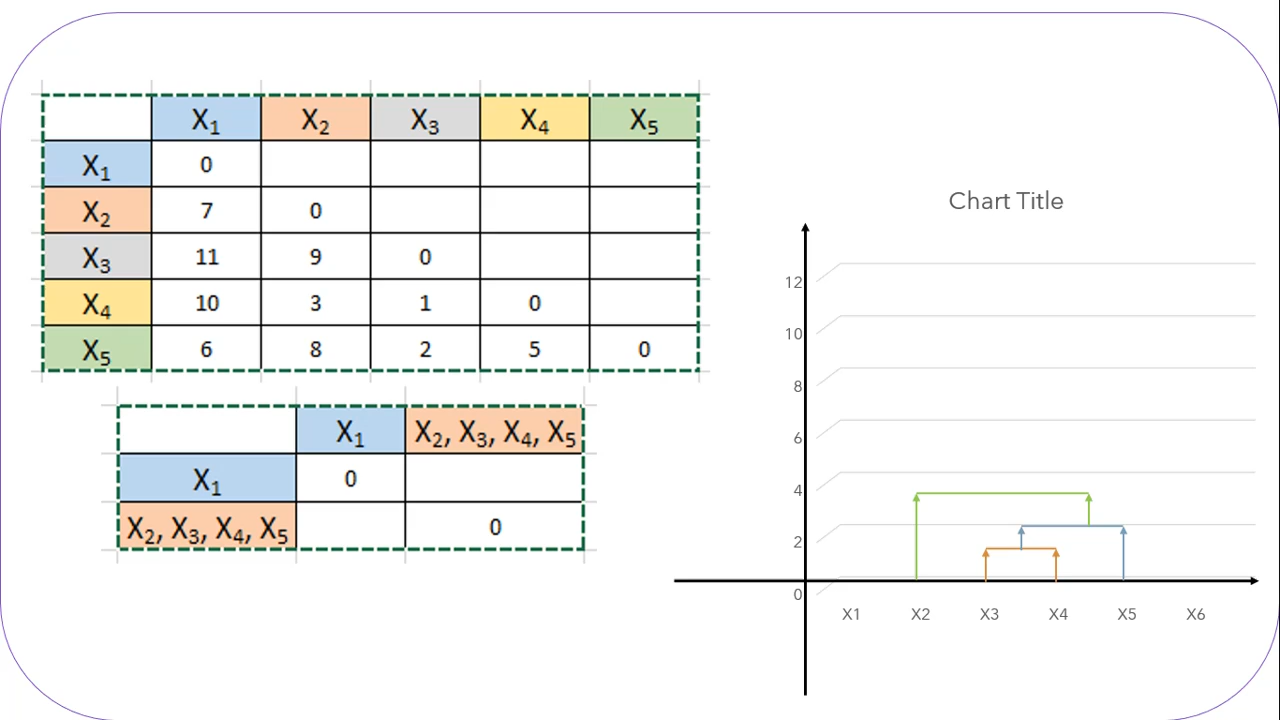 X₁ X₂ X₃ X₄ X₅
X₁ 0
X₂ 7 0
X₃ 11 9 0
X₄ 10 3 1 0
X₅ 6 8 2 5 0
X₁ X₂, X₃, X₄, X₅
X₁ 0
X₂, X₃, X₄, X₅ 0
Chart Title
12
10
8
6
4
2
0
X1 X2 X3 X4 X5 X6